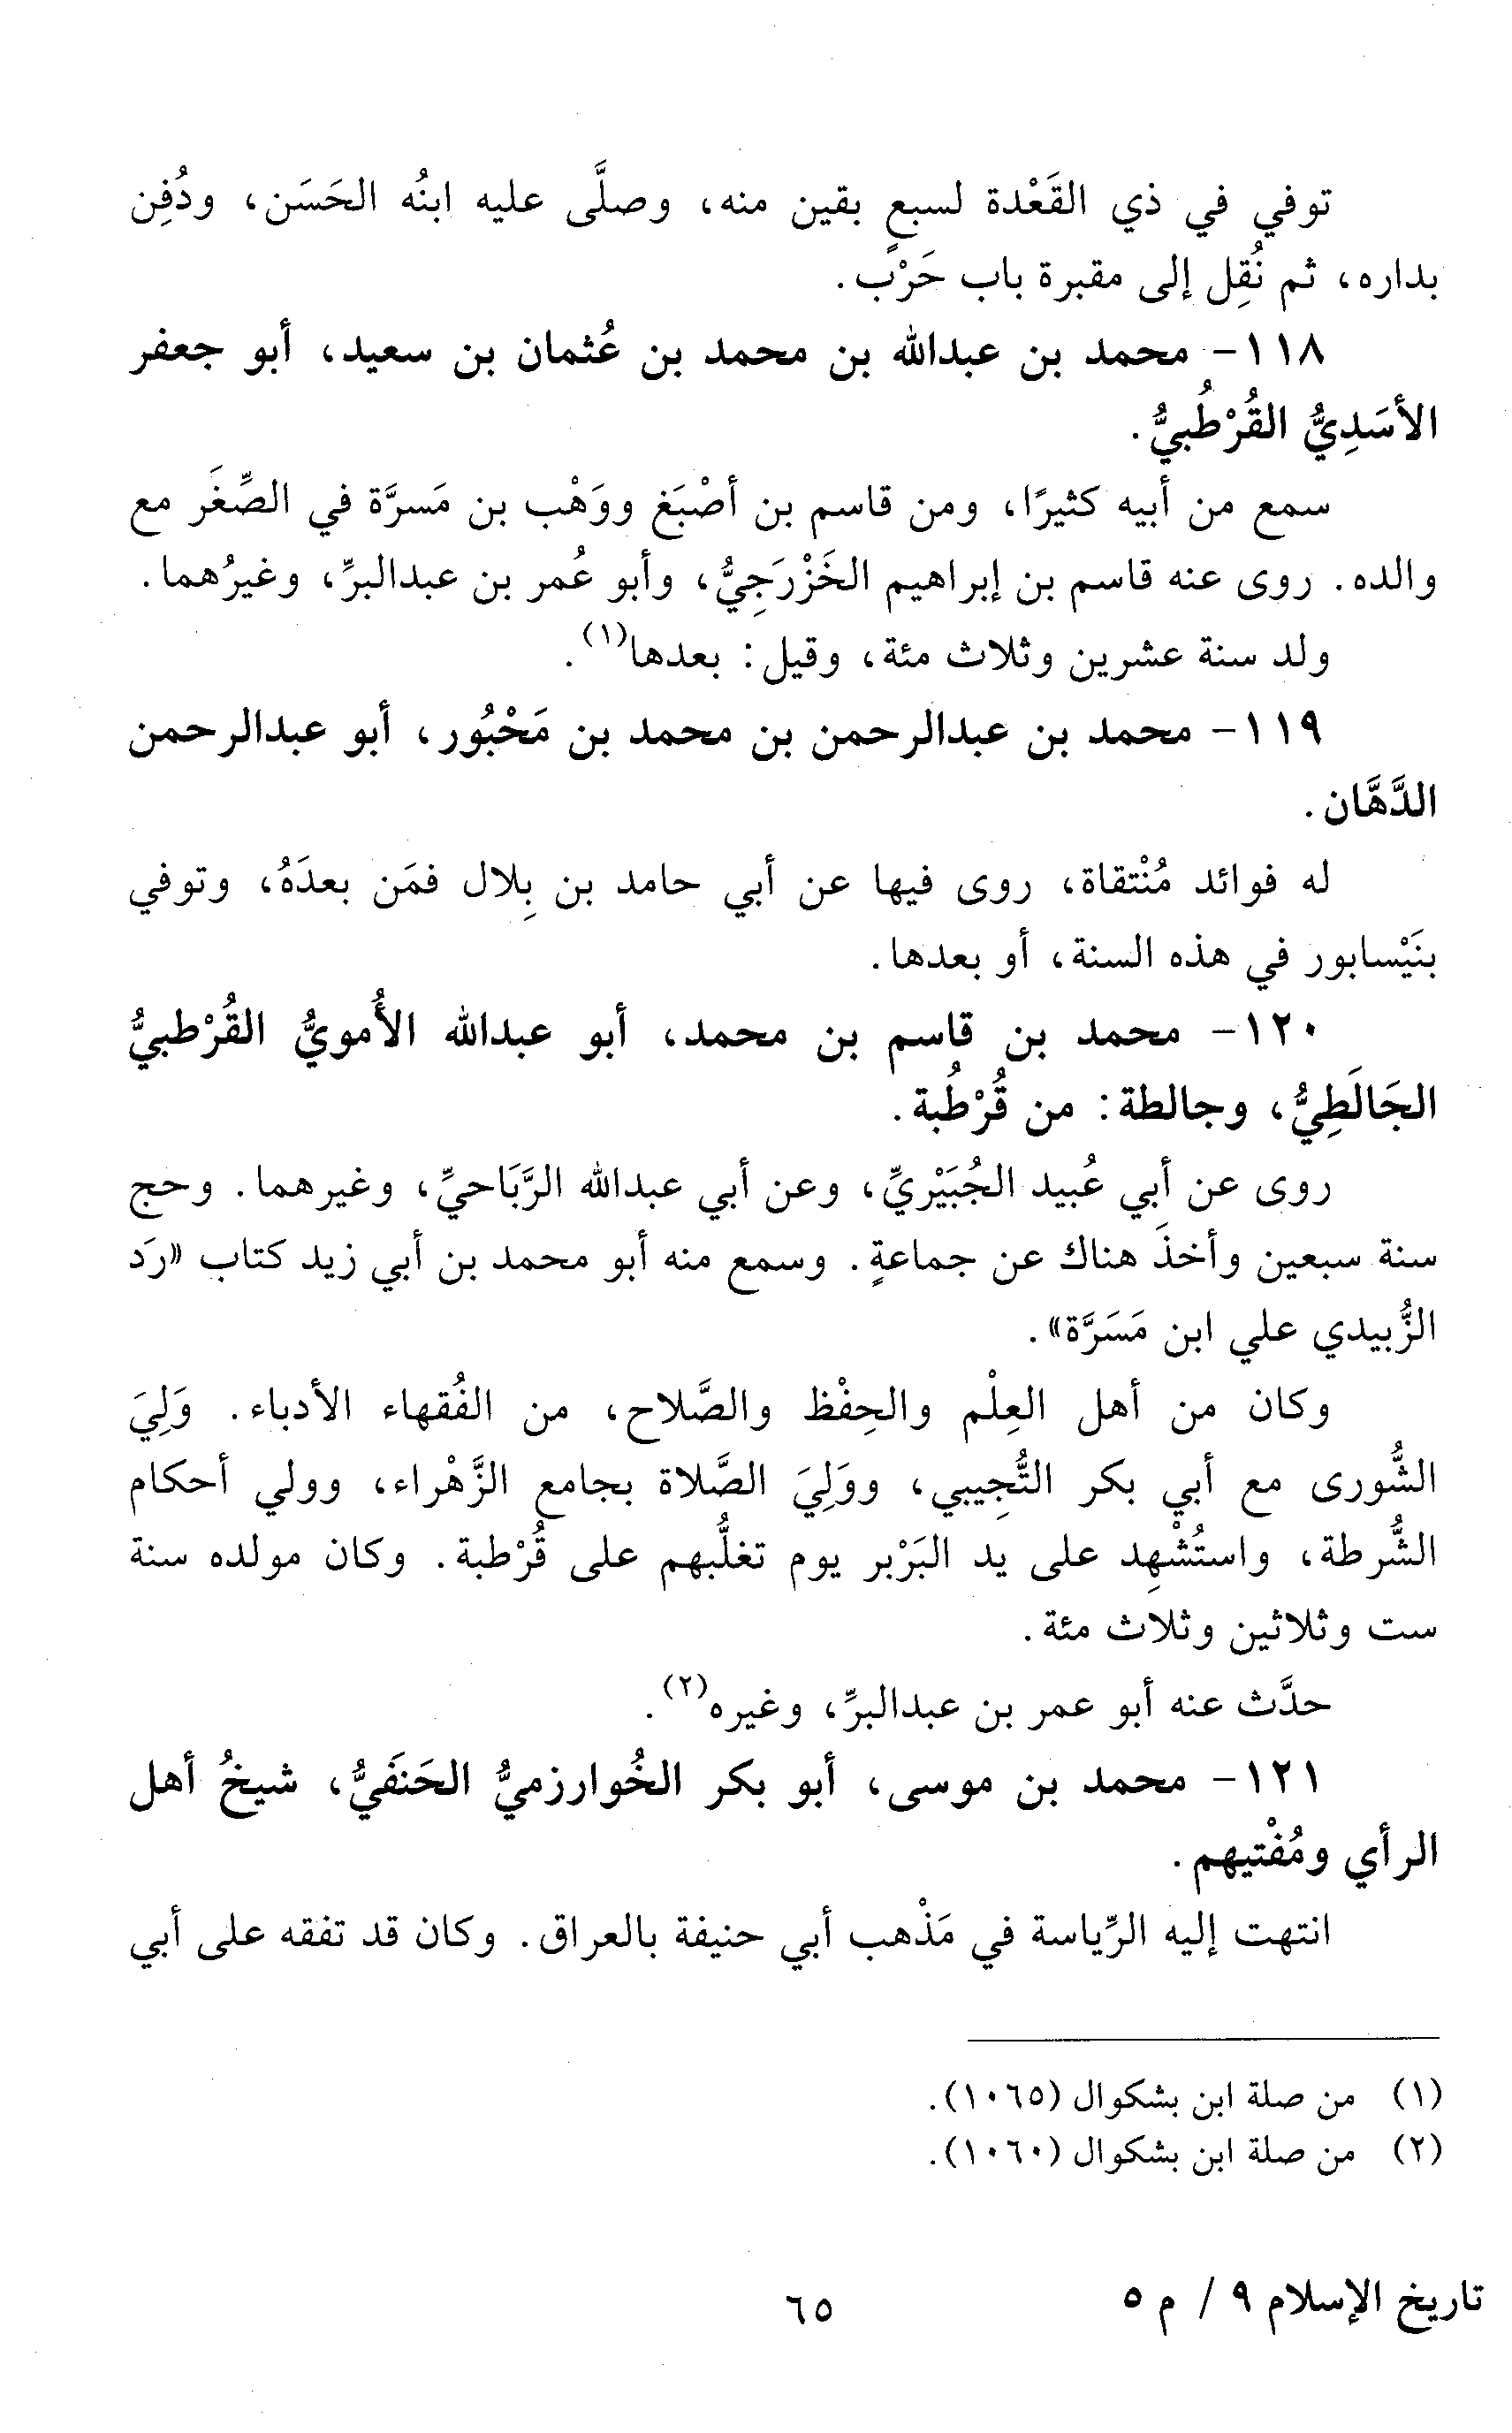 توفي في ذي القَعْدة لسبعٍ بقين منه، وصلَّى عليه ابنُه الحَسَن، ودُفِن
بداره، ثم نُقِل إلى مقبرة باب حَرْب.
١١٨- محمد بن عبدالله بن محمد بن عُثمان بن سعيد، أبو جعفر
الأسَدِيُّ القُرْطُبيُّ.
سمع من أبيه كثيرًا، ومن قاسم بن أصْبَغ ووَهْب بن مَسرَّة في الصِّغَر مع
والده. روى عنه قاسم بن إبراهيم الخَزْرَجِيُّ، وأبو عُمر بن عبدالبرِّ، وغيرُهما.
ولد سنة عشرين وثلاث مئة، وقيل: بعدها(١).
١١٩- محمد بن عبدالرحمن بن محمد بن مَحْبُور، أبو عبدالرحمن
الدَّهَّان.
له فوائد مُنْتقاة، روى فيها عن أبي حامد بن بِلال فمَن بعدَهُ، وتوفي
بنَيْسابور في هذه السنة، أو بعدها.
١٢٠- محمد بن قاسم بن محمد، أبو عبدالله الأُمويُّ القُرْطبيُّ
الجَالَطِيُّ، وجالطة: من قُرْطُبة.
روى عن أبي عُبيد الجُبَيْريِّ، وعن أبي عبدالله الرَّبَاحيِّ، وغيرهما. وحج
سنة سبعين وأخذَ هناك عن جماعةٍ. وسمع منه أبو محمد بن أبي زيد كتاب «رَد
الزُّبيدي علي ابن مَسَرَّة».
وكان من أهل العِلْم والحِفْظ والصَّلاح، من الفُقهاء الأدباء. وَلِيَ
الشُّورى مع أبي بكر التُّجِيبي، ووَلِيَ الصَّلاة بجامع الزَّهْراء، وولي أحكام
الشُّرطة، واستُشْهِد على يد البَرْبر يوم تغلُّبهم على قُرْطبة. وكان مولده سنة
ست وثلاثين وثلاث مئة.
حدَّث عنه أبو عمر بن عبدالبرِّ، وغيره(٢).
١٢١- محمد بن موسى، أبو بكر الخُوارزميُّ الحَنفَيُّ، شيخُ أهل
الرأي ومُفْتيهم.
انتهت إليه الرِّياسة في مَذْهب أبي حنيفة بالعراق. وكان قد تفقه على أبي
(١) من صلة ابن بشكوال (١٠٦٥).
(٢) من صلة ابن بشكوال (١٠٦٠).
تاريخ الإسلام ٩ / م ٥
٦٥